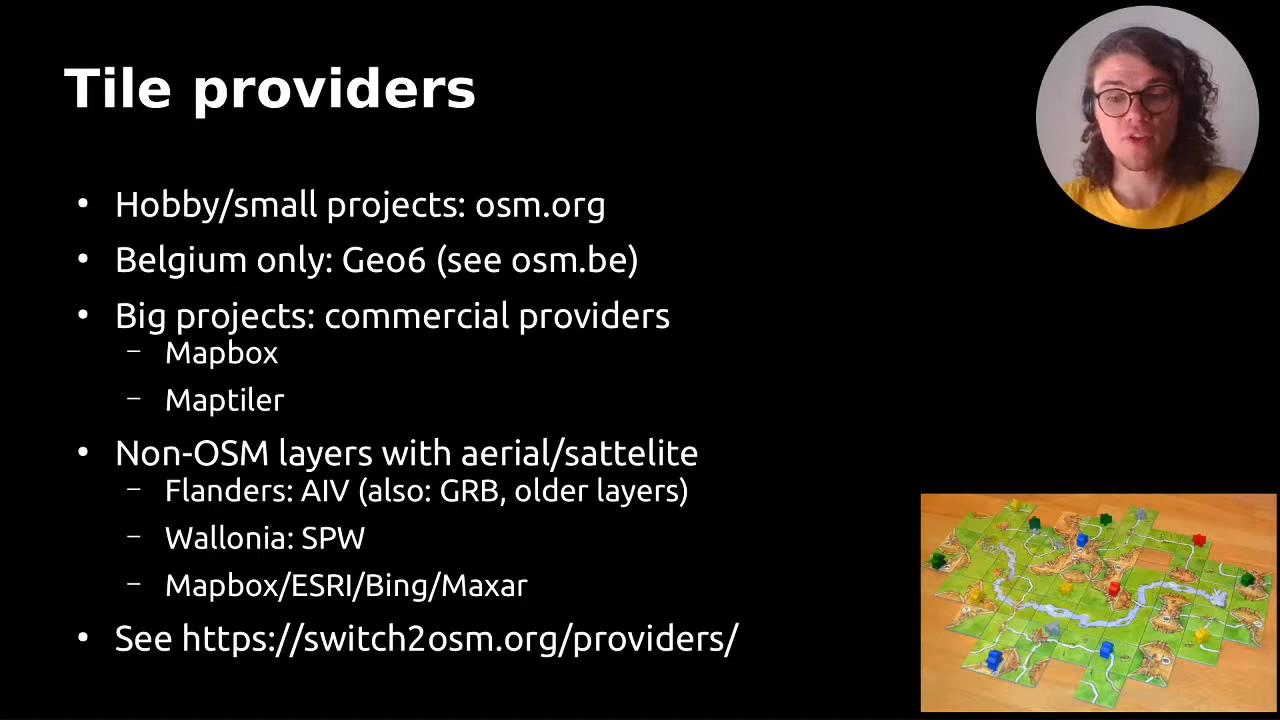 Tile providers
• Hobby/small projects: osm.org
• Belgium only: Geo6 (see osm.be)
• Big projects: commercial providers
– Mapbox
– Maptiler
• Non-OSM layers with aerial/sattelite
– Flanders: AIV (also: GRB, older layers)
– Wallonia: SPW
– Mapbox/ESRI/Bing/Maxar
• See https://switch2osm.org/providers/